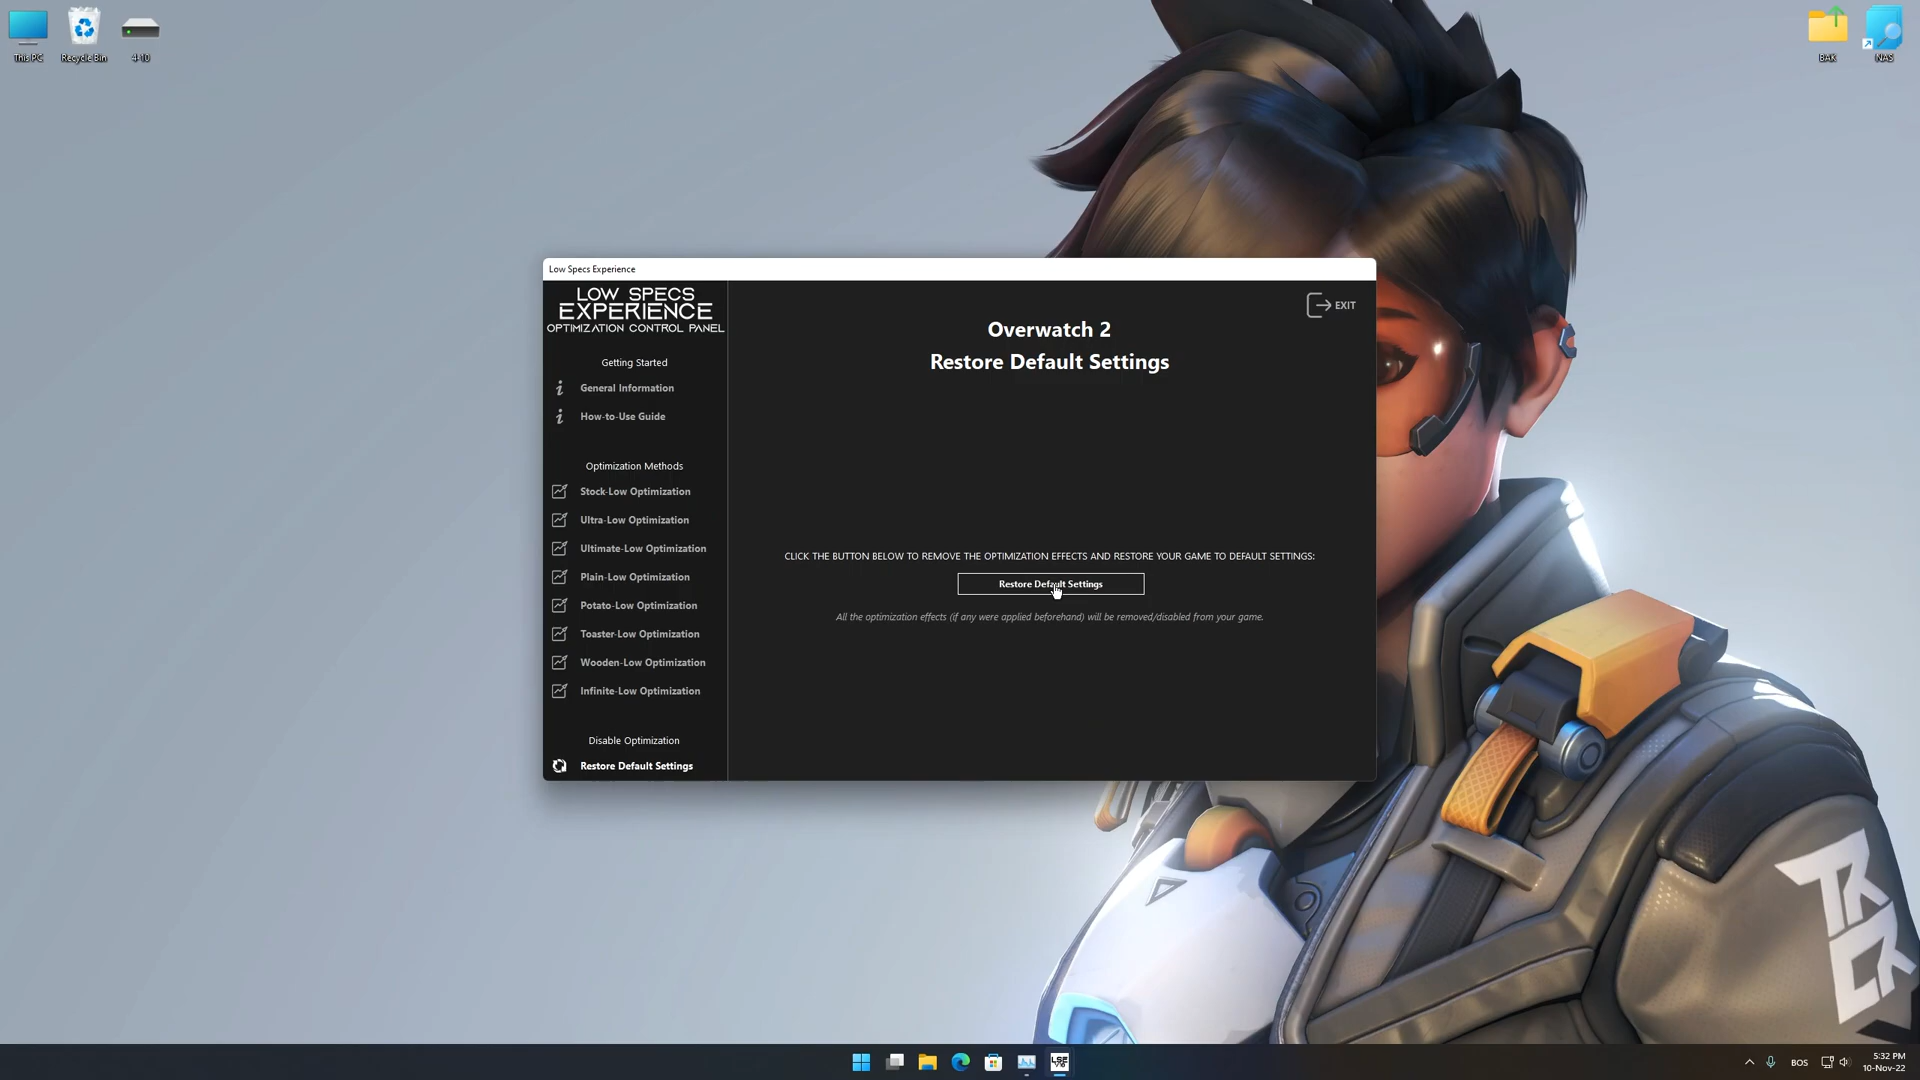 This PC
Recycle Bin
4-10
BAK
NAS
Low Specs Experience
LOW SPECS
EXPERIENCE
OPTIMIZATION CONTROL PANEL
Getting Started
General Information
How-to-Use Guide
Optimization Methods
Stock-Low Optimization
Ultra-Low Optimization
Ultimate-Low Optimization
Plain-Low Optimization
Potato-Low Optimization
Toaster-Low Optimization
Wooden-Low Optimization
Infinite-Low Optimization
Disable Optimization
Restore Default Settings
EXIT
Overwatch 2
Restore Default Settings
CLICK THE BUTTON BELOW TO REMOVE THE OPTIMIZATION EFFECTS AND RESTORE YOUR GAME TO DEFAULT SETTINGS:
Restore Default Settings
All the optimization effects (if any were applied beforehand) will be removed/disabled from your game.
TRCR
LSE
BOS
5:32 PM
10-Nov-22